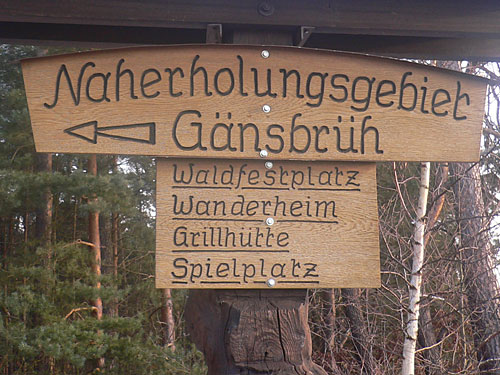 Naherholungsgebiet
Gänsbrüh
Waldfestplatz
Wanderheim
Grillhütte
Spielplatz